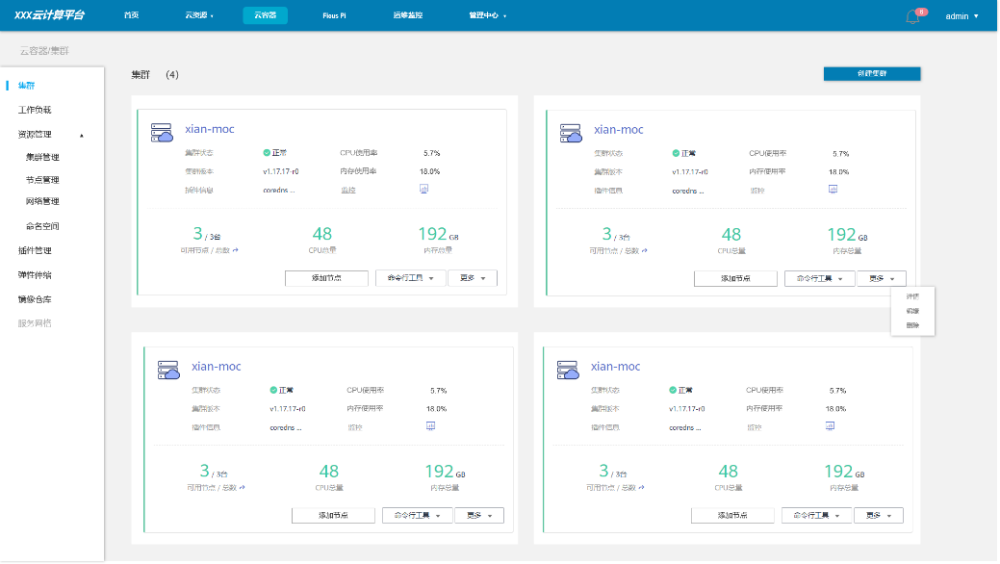 XXX云计算平台 首页 云资源 云容器 Fious Pi 运维监控 管理中心 8 admin
云容器/集群
集群
工作负载
资源管理
集群管理
节点管理
网络管理
命名空间
插件管理
弹性伸缩
镜像仓库
服务网格
集群 (4) 创建集群
xian-moc
集群状态 正常 CPU使用率 5.7%
集群版本 v1.17.17-r0 内存使用率 18.0%
插件信息 coredns ... 监控
3 / 3台 48 192 GB
可用节点 / 总数 CPU总量 内存总量
添加节点 命令行工具 更多
xian-moc
集群状态 正常 CPU使用率 5.7%
集群版本 v1.17.17-r0 内存使用率 18.0%
插件信息 coredns ... 监控
3 / 3台 48 192 GB
可用节点 / 总数 CPU总量 内存总量
添加节点 命令行工具 更多
详情
编辑
删除
xian-moc
集群状态 正常 CPU使用率 5.7%
集群版本 v1.17.17-r0 内存使用率 18.0%
插件信息 coredns ... 监控
3 / 3台 48 192 GB
可用节点 / 总数 CPU总量 内存总量
添加节点 命令行工具 更多
xian-moc
集群状态 正常 CPU使用率 5.7%
集群版本 v1.17.17-r0 内存使用率 18.0%
插件信息 coredns ... 监控
3 / 3台 48 192 GB
可用节点 / 总数 CPU总量 内存总量
添加节点 命令行工具 更多